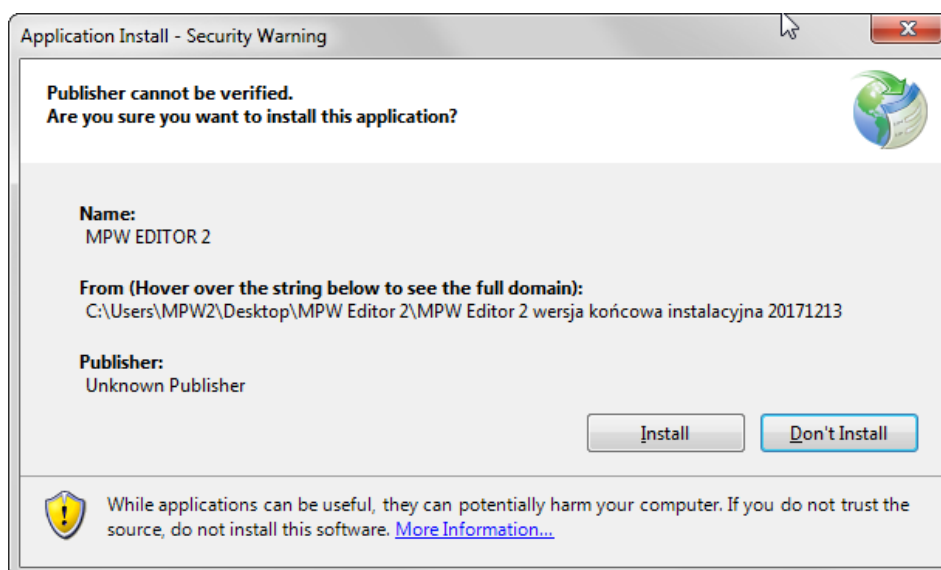 Application Install - Security Warning
Publisher cannot be verified.
Are you sure you want to install this application?
Name:
MPW EDITOR 2
From (Hover over the string below to see the full domain):
C:\Users\MPW2\Desktop\MPW Editor 2\MPW Editor 2 wersja końcowa instalacyjna 20171213
Publisher:
Unknown Publisher
Install Don't Install
While applications can be useful, they can potentially harm your computer. If you do not trust the
source, do not install this software. More Information...